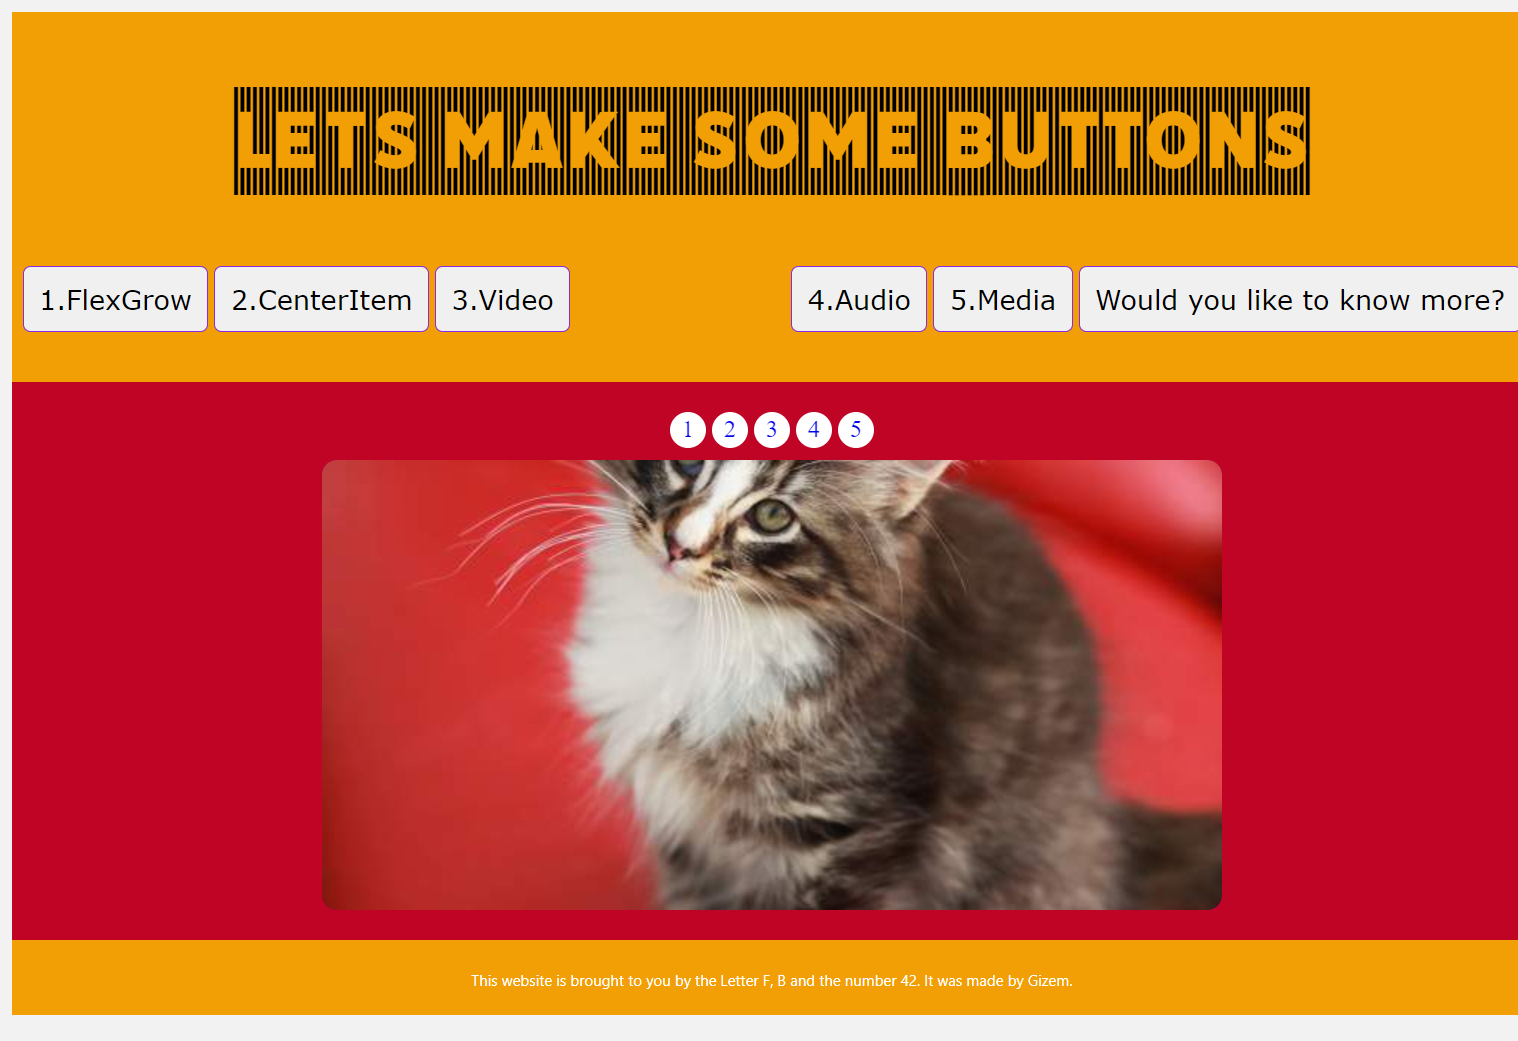 LETS MAKE SOME BUTTONS
1.FlexGrow 2.CenterItem 3.Video 4.Audio 5.Media Would you like to know more?
1 2 3 4 5
This website is brought to you by the Letter F, B and the number 42. It was made by Gizem.